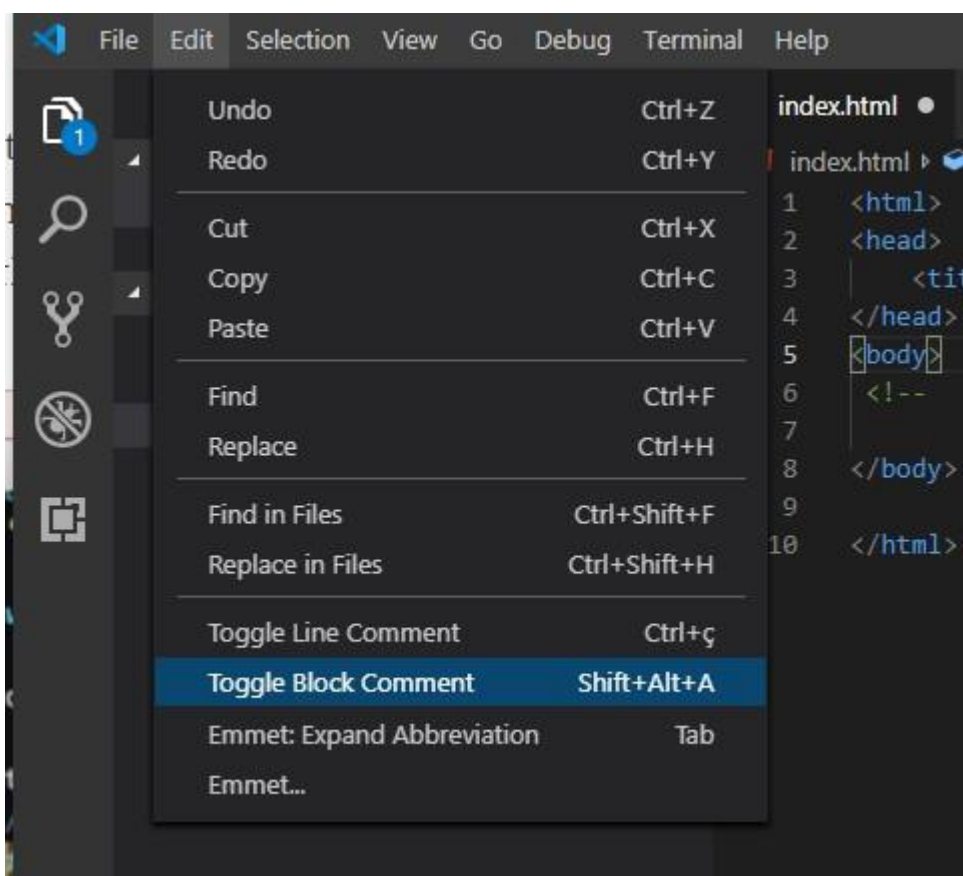 File Edit Selection View Go Debug Terminal Help
Undo Ctrl+Z
Redo Ctrl+Y
Cut Ctrl+X
Copy Ctrl+C
Paste Ctrl+V
Find Ctrl+F
Replace Ctrl+H
Find in Files Ctrl+Shift+F
Replace in Files Ctrl+Shift+H
Toggle Line Comment Ctrl+ç
Toggle Block Comment Shift+Alt+A
Emmet: Expand Abbreviation Tab
Emmet...
1
index.html
index.html
1 <html>
2 <head>
3 <tit
4 </head>
5 <body>
6 <!--
7
8 </body>
9
10 </html>